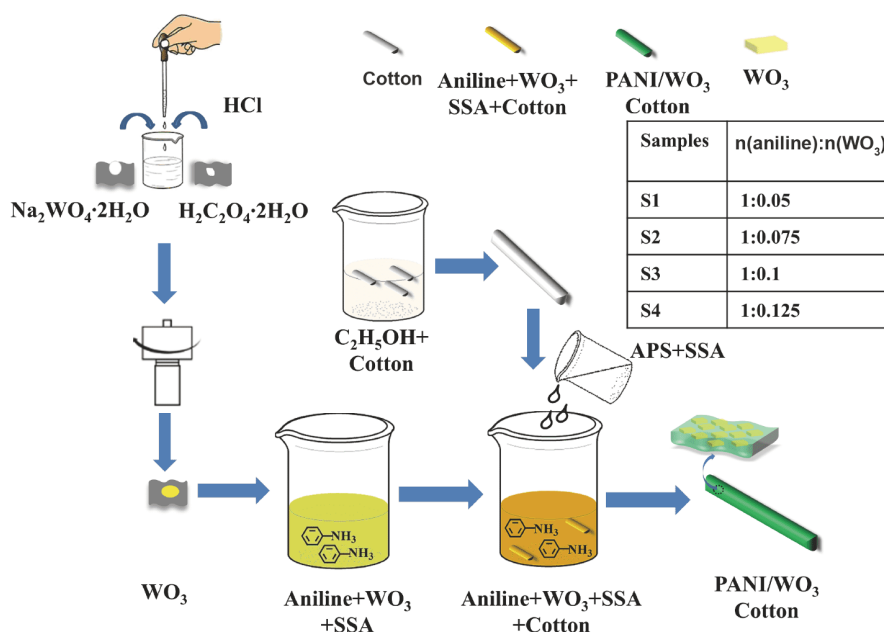 HCl
Na₂WO₄·2H₂O
H₂C₂O₄·2H₂O
Cotton
Aniline+WO₃+
SSA+Cotton
PANI/WO₃
Cotton
WO₃
Samples n(aniline):n(WO₃)
S1 1:0.05
S2 1:0.075
S3 1:0.1
S4 1:0.125
C₂H₅OH+
Cotton
APS+SSA
WO₃
NH₃
NH₃
Aniline+WO₃
+SSA
NH₃
NH₃
Aniline+WO₃+SSA
+Cotton
PANI/WO₃
Cotton